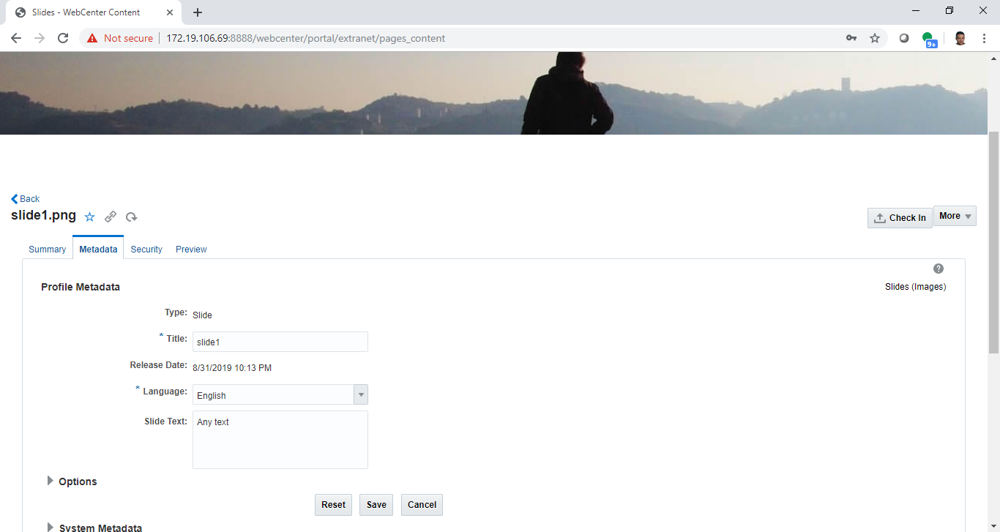 Slides - WebCenter Content
Not secure 172.19.106.69:8888/webcenter/portal/extranet/pages_content
9+
Back
slide1.png
Check In More
Summary Metadata Security Preview
?
Profile Metadata Slides (Images)
Type: Slide
* Title: slide1
Release Date: 8/31/2019 10:13 PM
* Language: English
Slide Text: Any text
Options
Reset Save Cancel
System Metadata